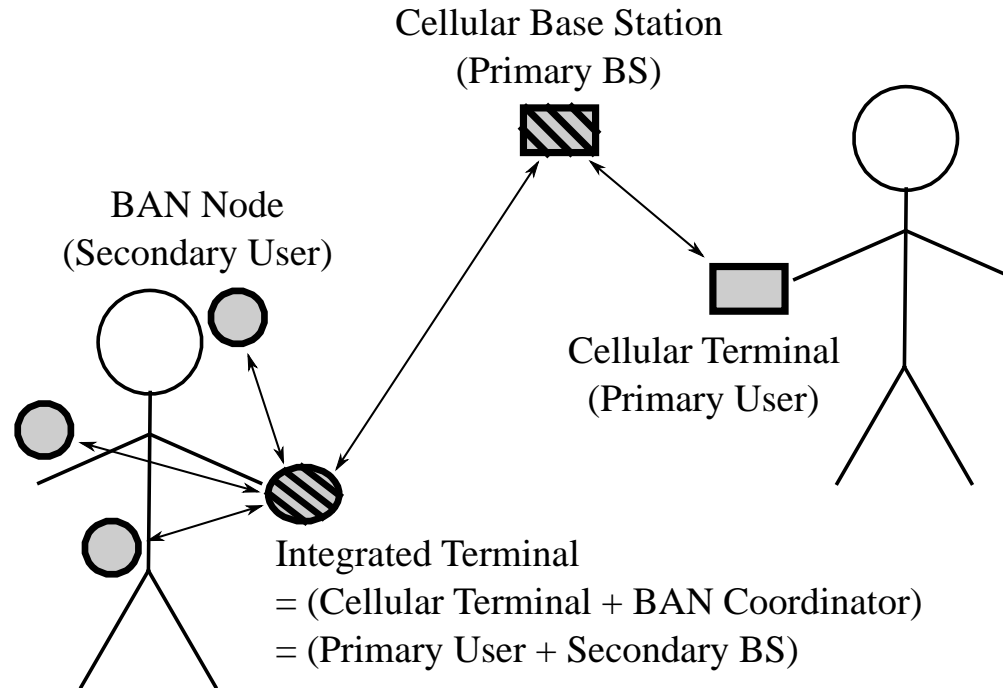 Cellular Base Station
(Primary BS)
BAN Node
(Secondary User)
Cellular Terminal
(Primary User)
Integrated Terminal
= (Cellular Terminal + BAN Coordinator)
= (Primary User + Secondary BS)